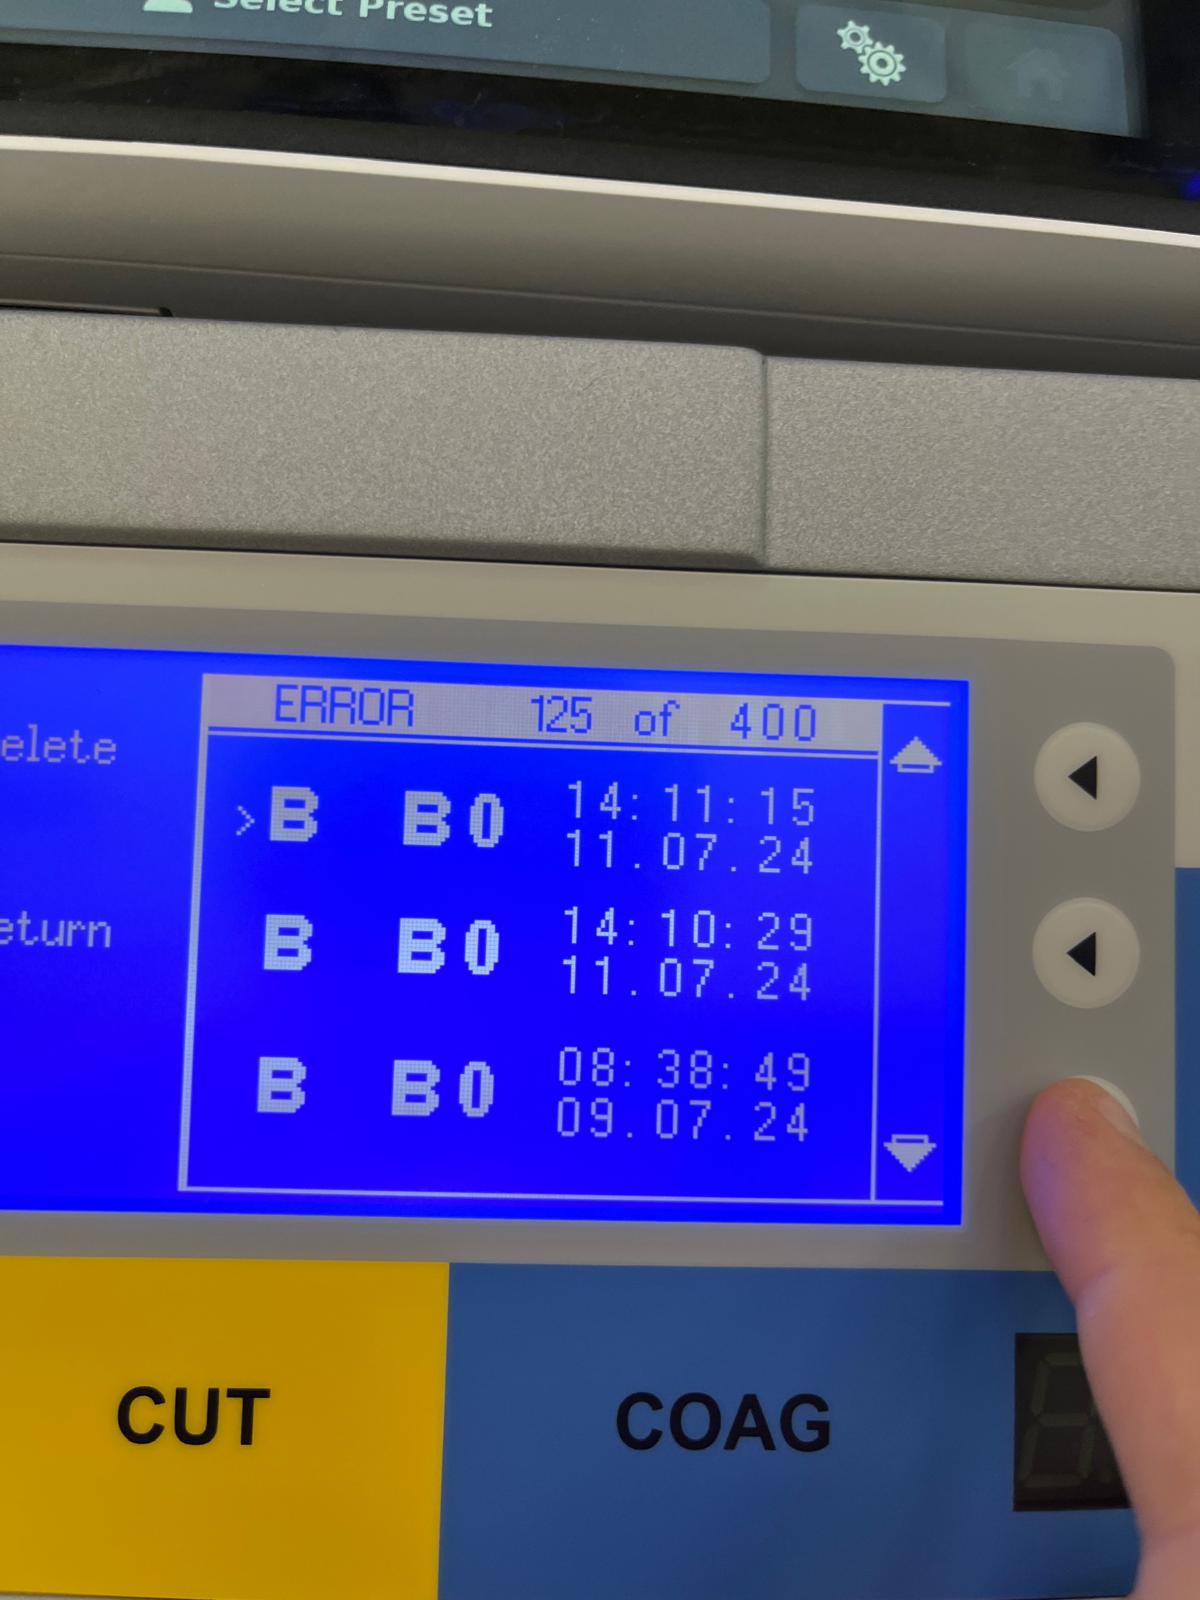 Select Preset
ERROR 125 of 400
elete
>B B0 14:11:15
11.07.24
B B0 14:10:29
11.07.24
eturn
B B0 08:38:49
09.07.24
CUT
COAG